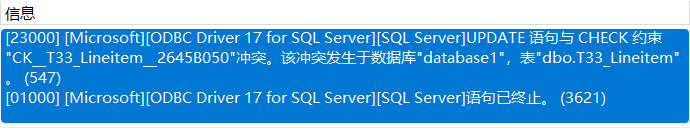 信息
[23000] [Microsoft][ODBC Driver 17 for SQL Server][SQL Server]UPDATE 语句与 CHECK 约束
"CK__T33_Lineitem__2645B050"冲突。该冲突发生于数据库"database1"，表"dbo.T33_Lineitem"
。 (547)
[01000] [Microsoft][ODBC Driver 17 for SQL Server][SQL Server]语句已终止。 (3621)